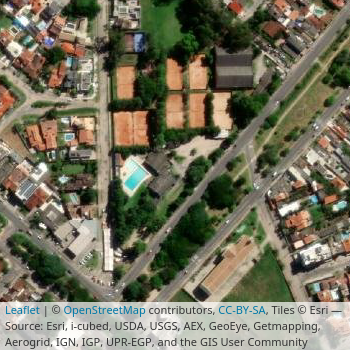 Leaflet | © OpenStreetMap contributors, CC-BY-SA, Tiles © Esri —
Source: Esri, i-cubed, USDA, USGS, AEX, GeoEye, Getmapping,
Aerogrid, IGN, IGP, UPR-EGP, and the GIS User Community